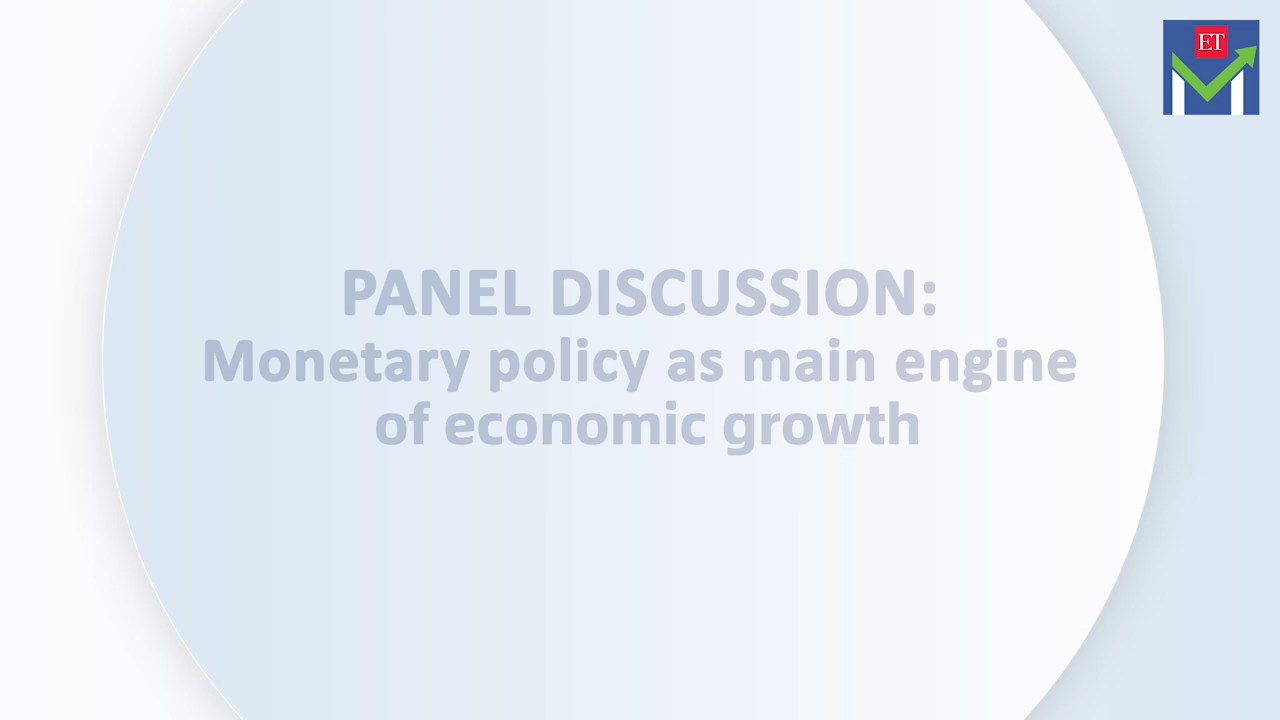 ET
PANEL DISCUSSION:
Monetary policy as main engine
of economic growth